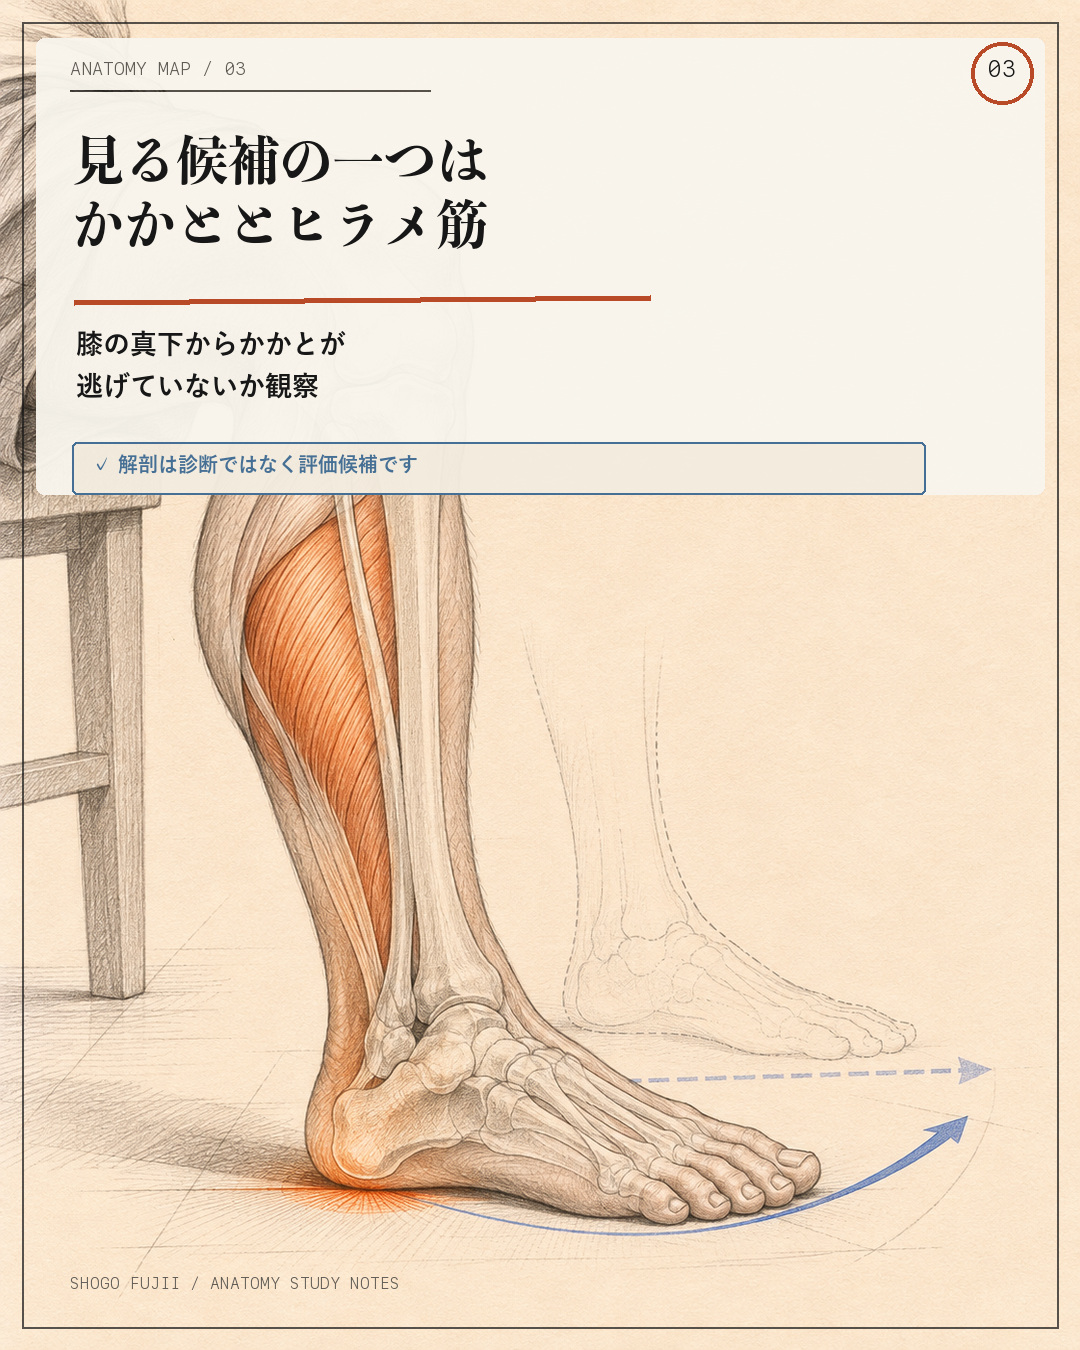 ANATOMY MAP / 03
03
見る候補の一つは
かかととヒラメ筋
膝の真下からかかとが
逃げていないか観察
✓ 解剖は診断ではなく評価候補です
SHOGO FUJII / ANATOMY STUDY NOTES